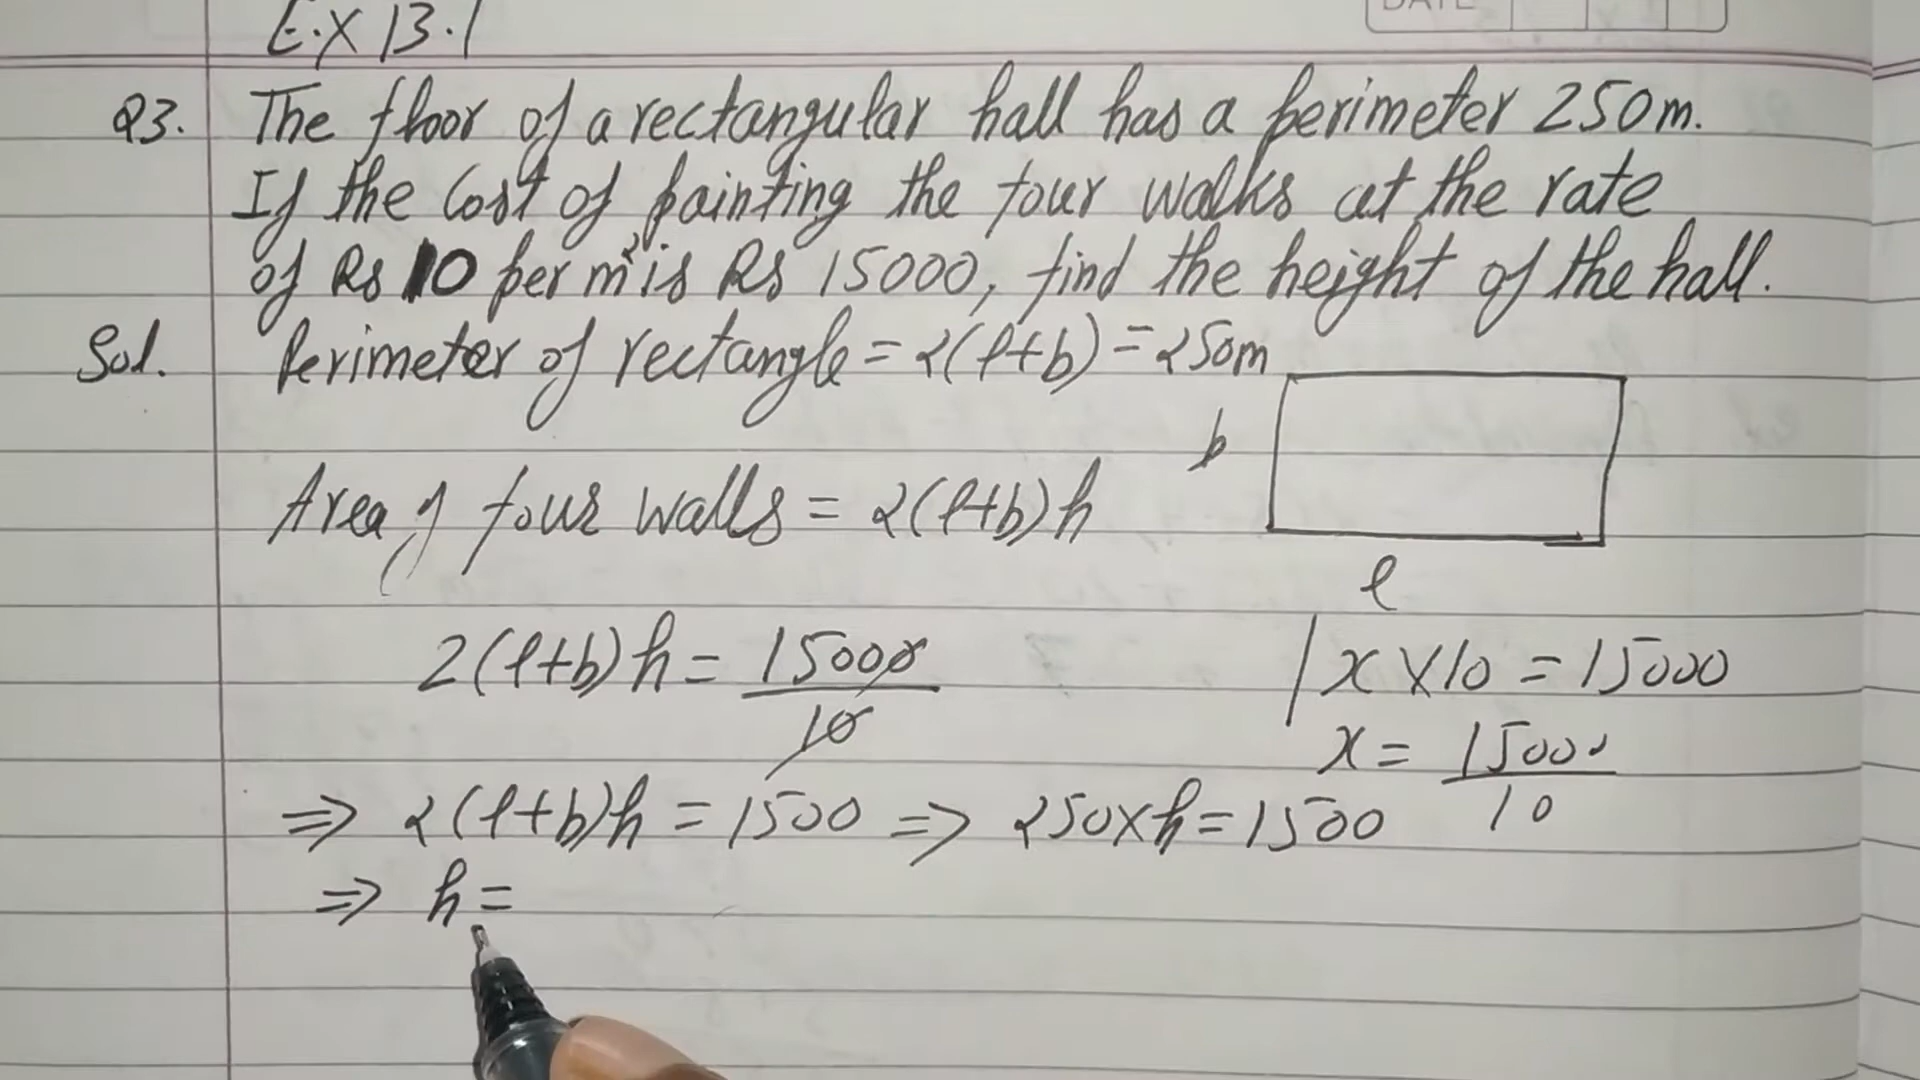 DATE
Ex 13.1
Q3. The floor of a rectangular hall has a perimeter 250m.
If the cost of painting the four walls at the rate
of Rs 10 per m² is Rs 15000, find the height of the hall.
Sol. Perimeter of rectangle = 2(l+b) = 250m
b
Area of four walls = 2(l+b)h
l
2(l+b)h = 15000/10
x × 10 = 15000
x = 15000/10
⇒ 2(l+b)h = 1500 ⇒ 250×h = 1500
⇒ h =